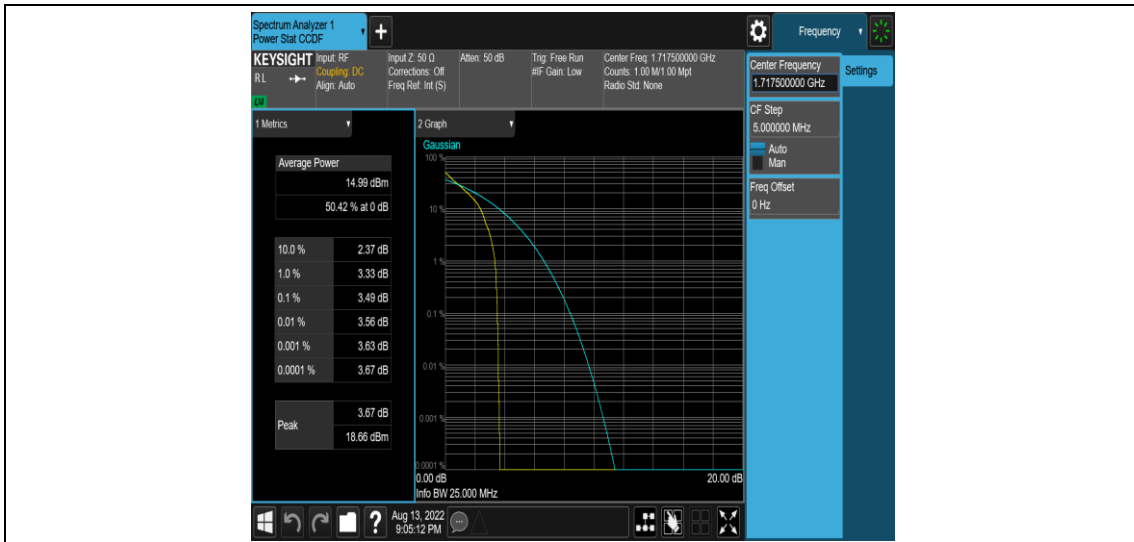 Spectrum Analyzer 1
Power Stat CCDF
Frequency
KEYSIGHT
RL
LXI
Input: RF
Coupling: DC
Align: Auto
Input Z: 50 Ω
Corrections: Off
Freq Ref: Int (S)
Atten: 50 dB
Trig: Free Run
#IF Gain: Low
Center Freq: 1.717500000 GHz
Counts: 1.00 M/1.00 Mpt
Radio Std: None
Center Frequency
1.717500000 GHz
Settings
CF Step
5.000000 MHz
Auto
Man
Freq Offset
0 Hz
1 Metrics
Average Power
14.99 dBm
50.42 % at 0 dB
10.0 % 2.37 dB
1.0 % 3.33 dB
0.1 % 3.49 dB
0.01 % 3.56 dB
0.001 % 3.63 dB
0.0001 % 3.67 dB
Peak
3.67 dB
18.66 dBm
2 Graph
Gaussian
100 %
10 %
1 %
0.1 %
0.01 %
0.001 %
0.0001 %
0.00 dB 20.00 dB
Info BW 25.000 MHz
?
Aug 13, 2022
9:05:12 PM